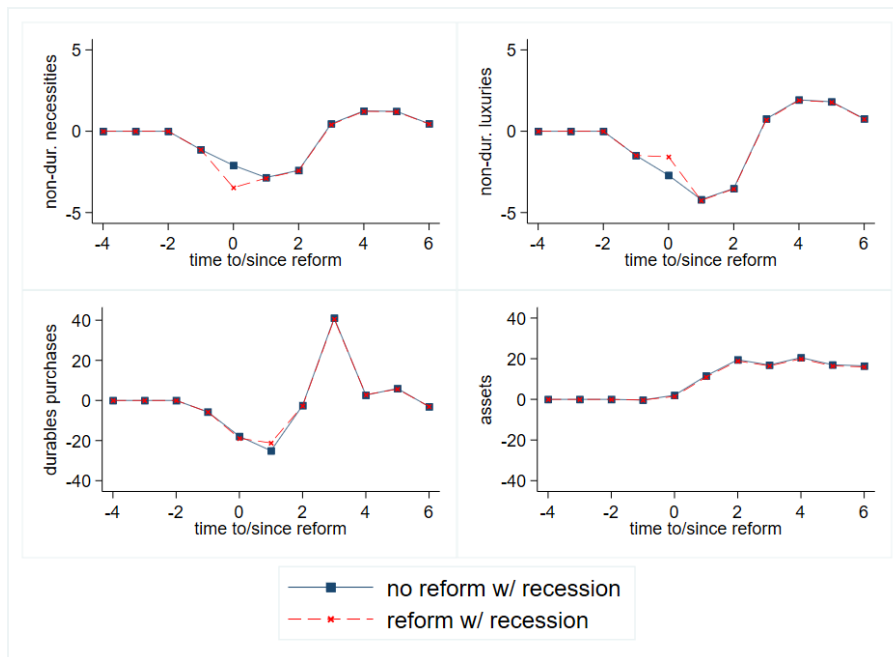 non-dur. necessities
5
0
-5
-4 -2 0 2 4 6
time to/since reform
non-dur. luxuries
5
0
-5
-4 -2 0 2 4 6
time to/since reform
durables purchases
40
20
0
-20
-40
-4 -2 0 2 4 6
time to/since reform
assets
40
20
0
-20
-40
-4 -2 0 2 4 6
time to/since reform
no reform w/ recession
reform w/ recession